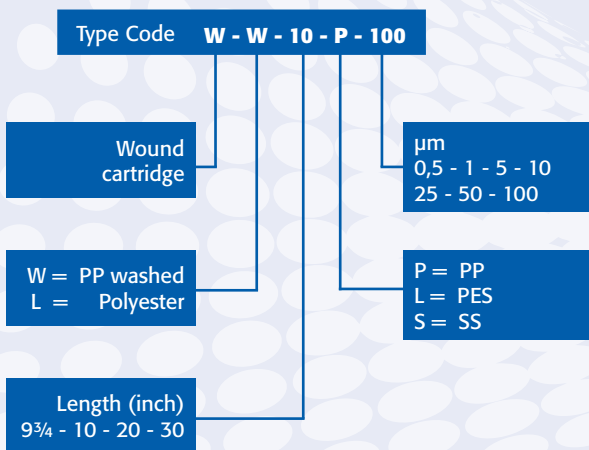 Type Code W - W - 10 - P - 100
Wound
cartridge
µm
0,5 - 1 - 5 - 10
25 - 50 - 100
W = PP washed
L = Polyester
P = PP
L = PES
S = SS
Length (inch)
9¾ - 10 - 20 - 30